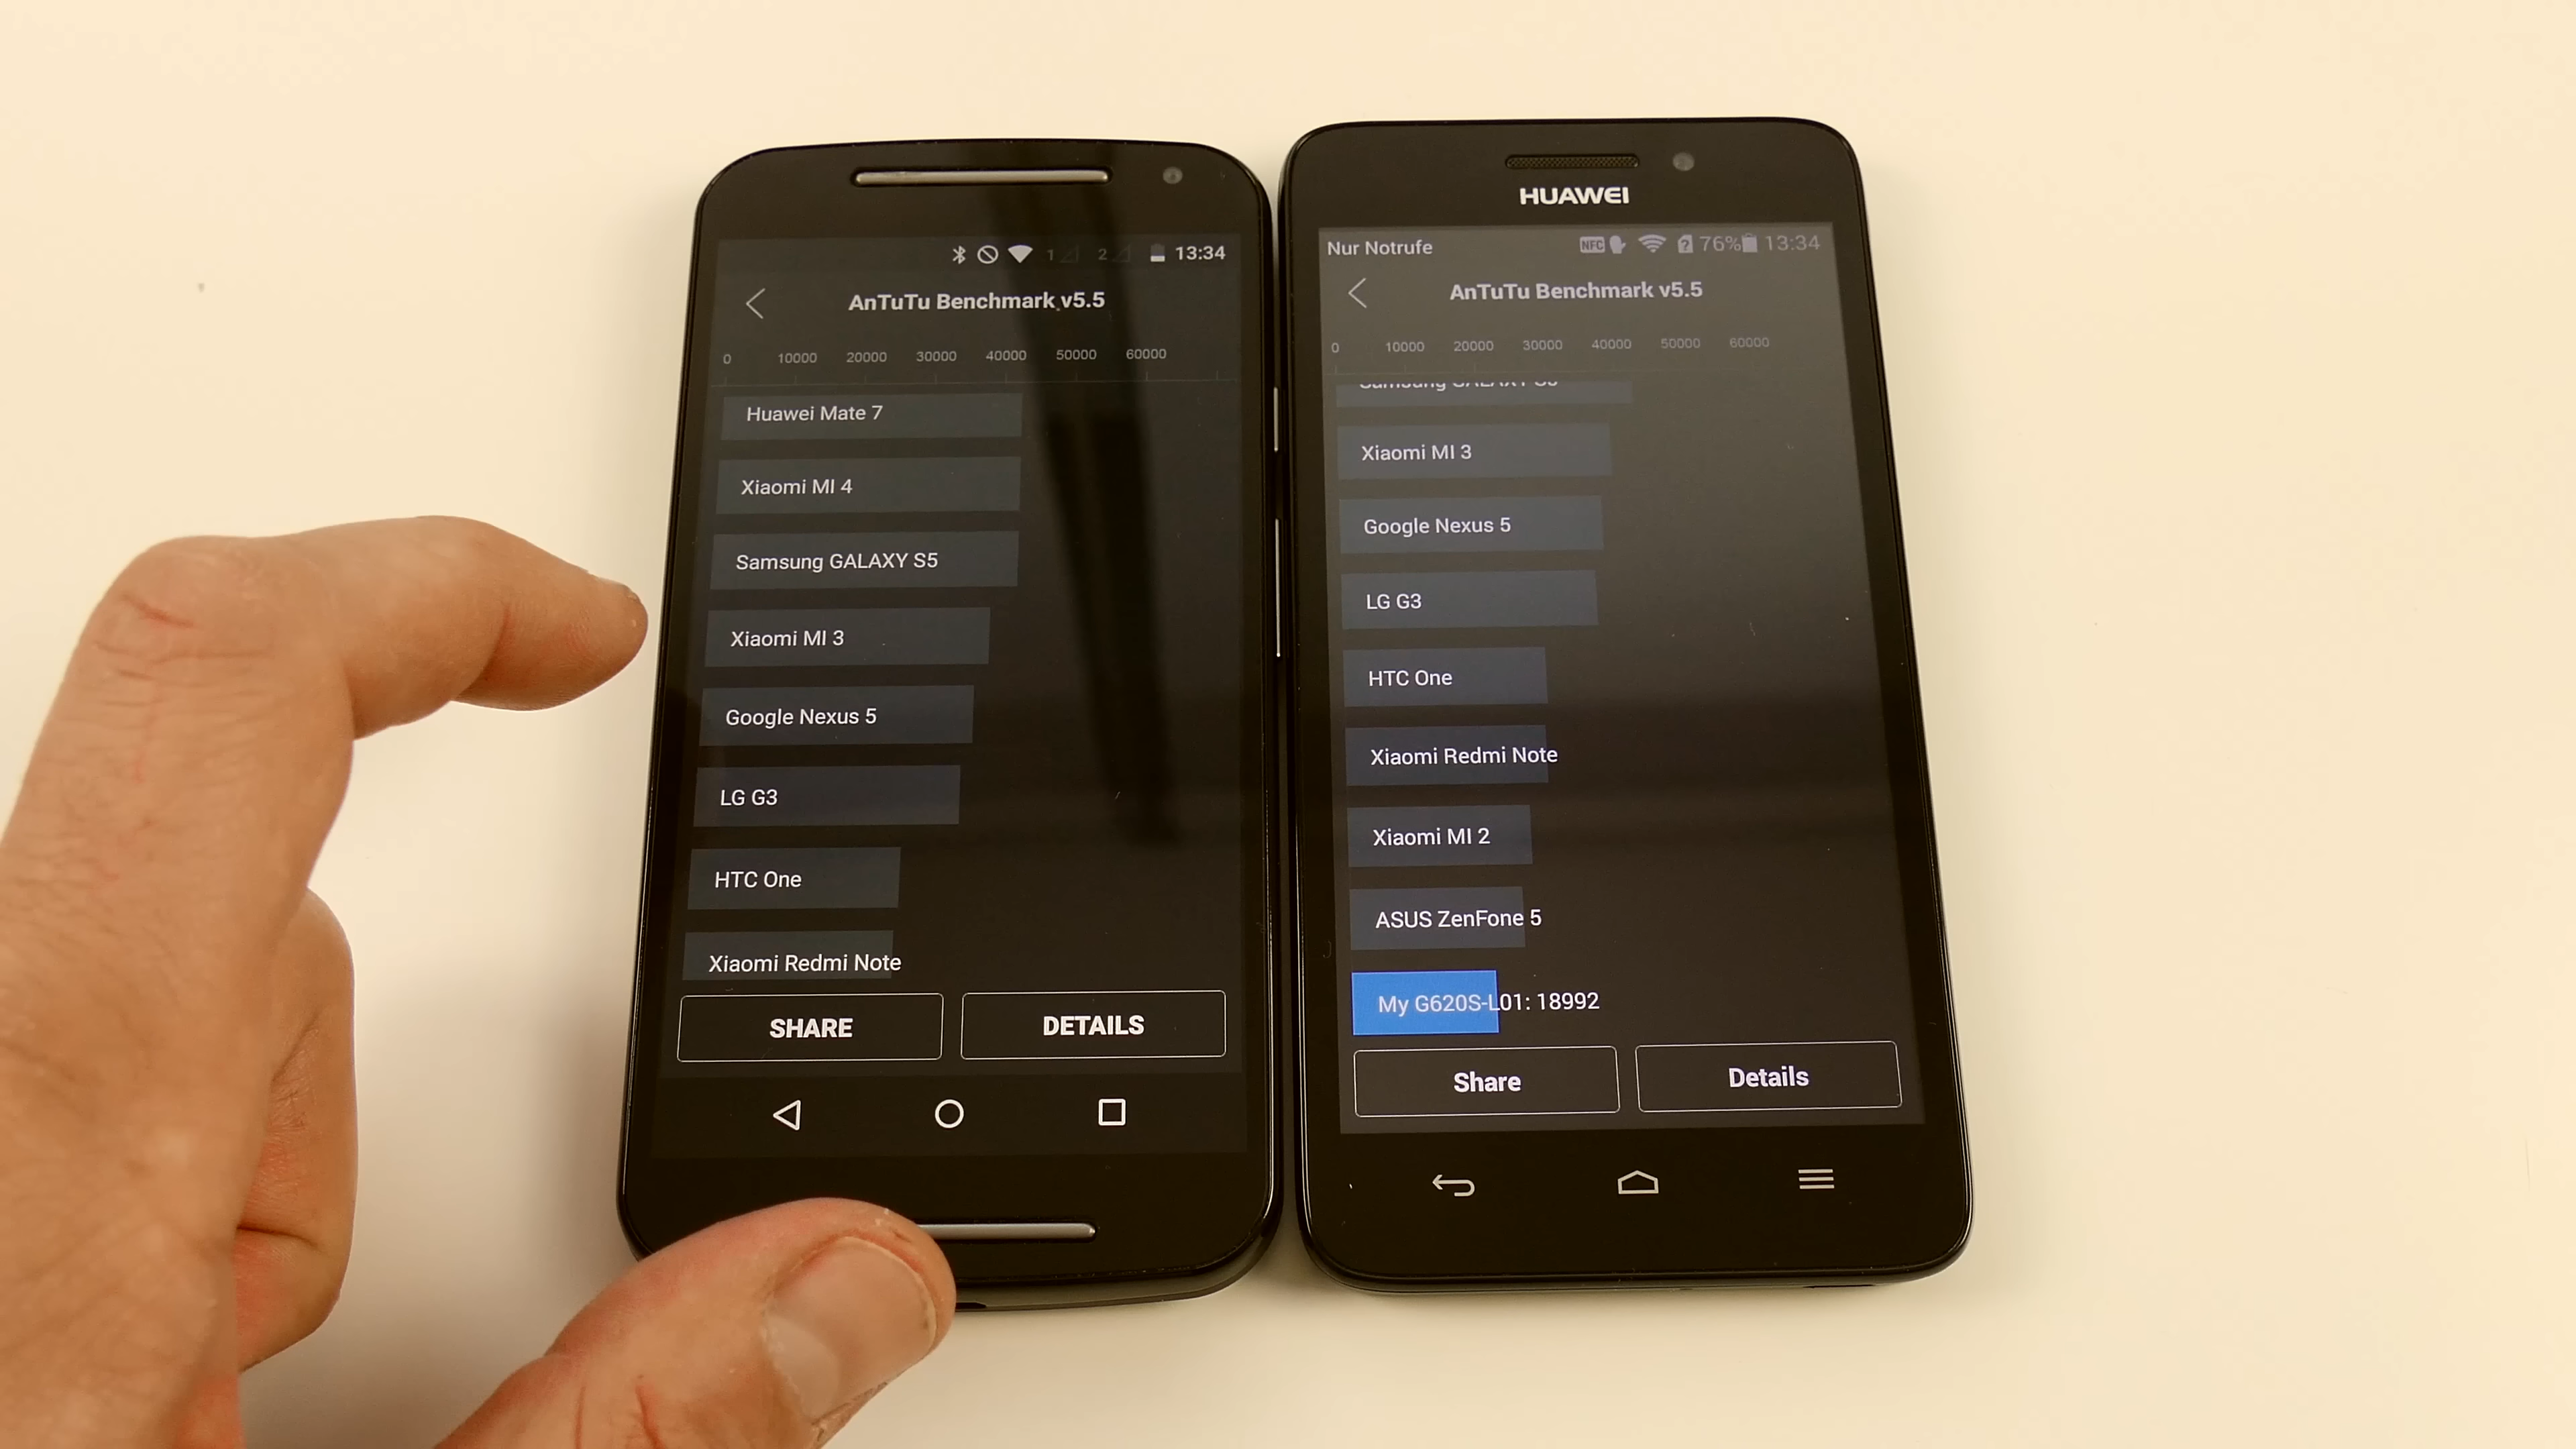 13:34
AnTuTu Benchmark v5.5
0 10000 20000 30000 40000 50000 60000
Huawei Mate 7
Xiaomi MI 4
Samsung GALAXY S5
Xiaomi MI 3
Google Nexus 5
LG G3
HTC One
Xiaomi Redmi Note
SHARE DETAILS
HUAWEI
Nur Notrufe NFC 76% 13:34
AnTuTu Benchmark v5.5
0 10000 20000 30000 40000 50000 60000
Samsung GALAXY
Xiaomi MI 3
Google Nexus 5
LG G3
HTC One
Xiaomi Redmi Note
Xiaomi MI 2
ASUS ZenFone 5
My G620S-L01: 18992
Share Details